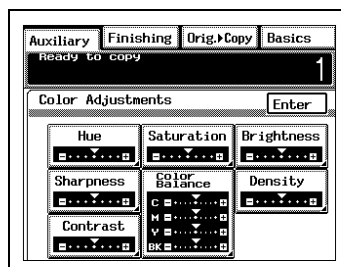 Auxiliary Finishing Orig.▸Copy Basics
Ready to copy
1
Color Adjustments Enter
Hue Saturation Brightness
Sharpness Color Balance Density
C
M
Y
Contrast BK